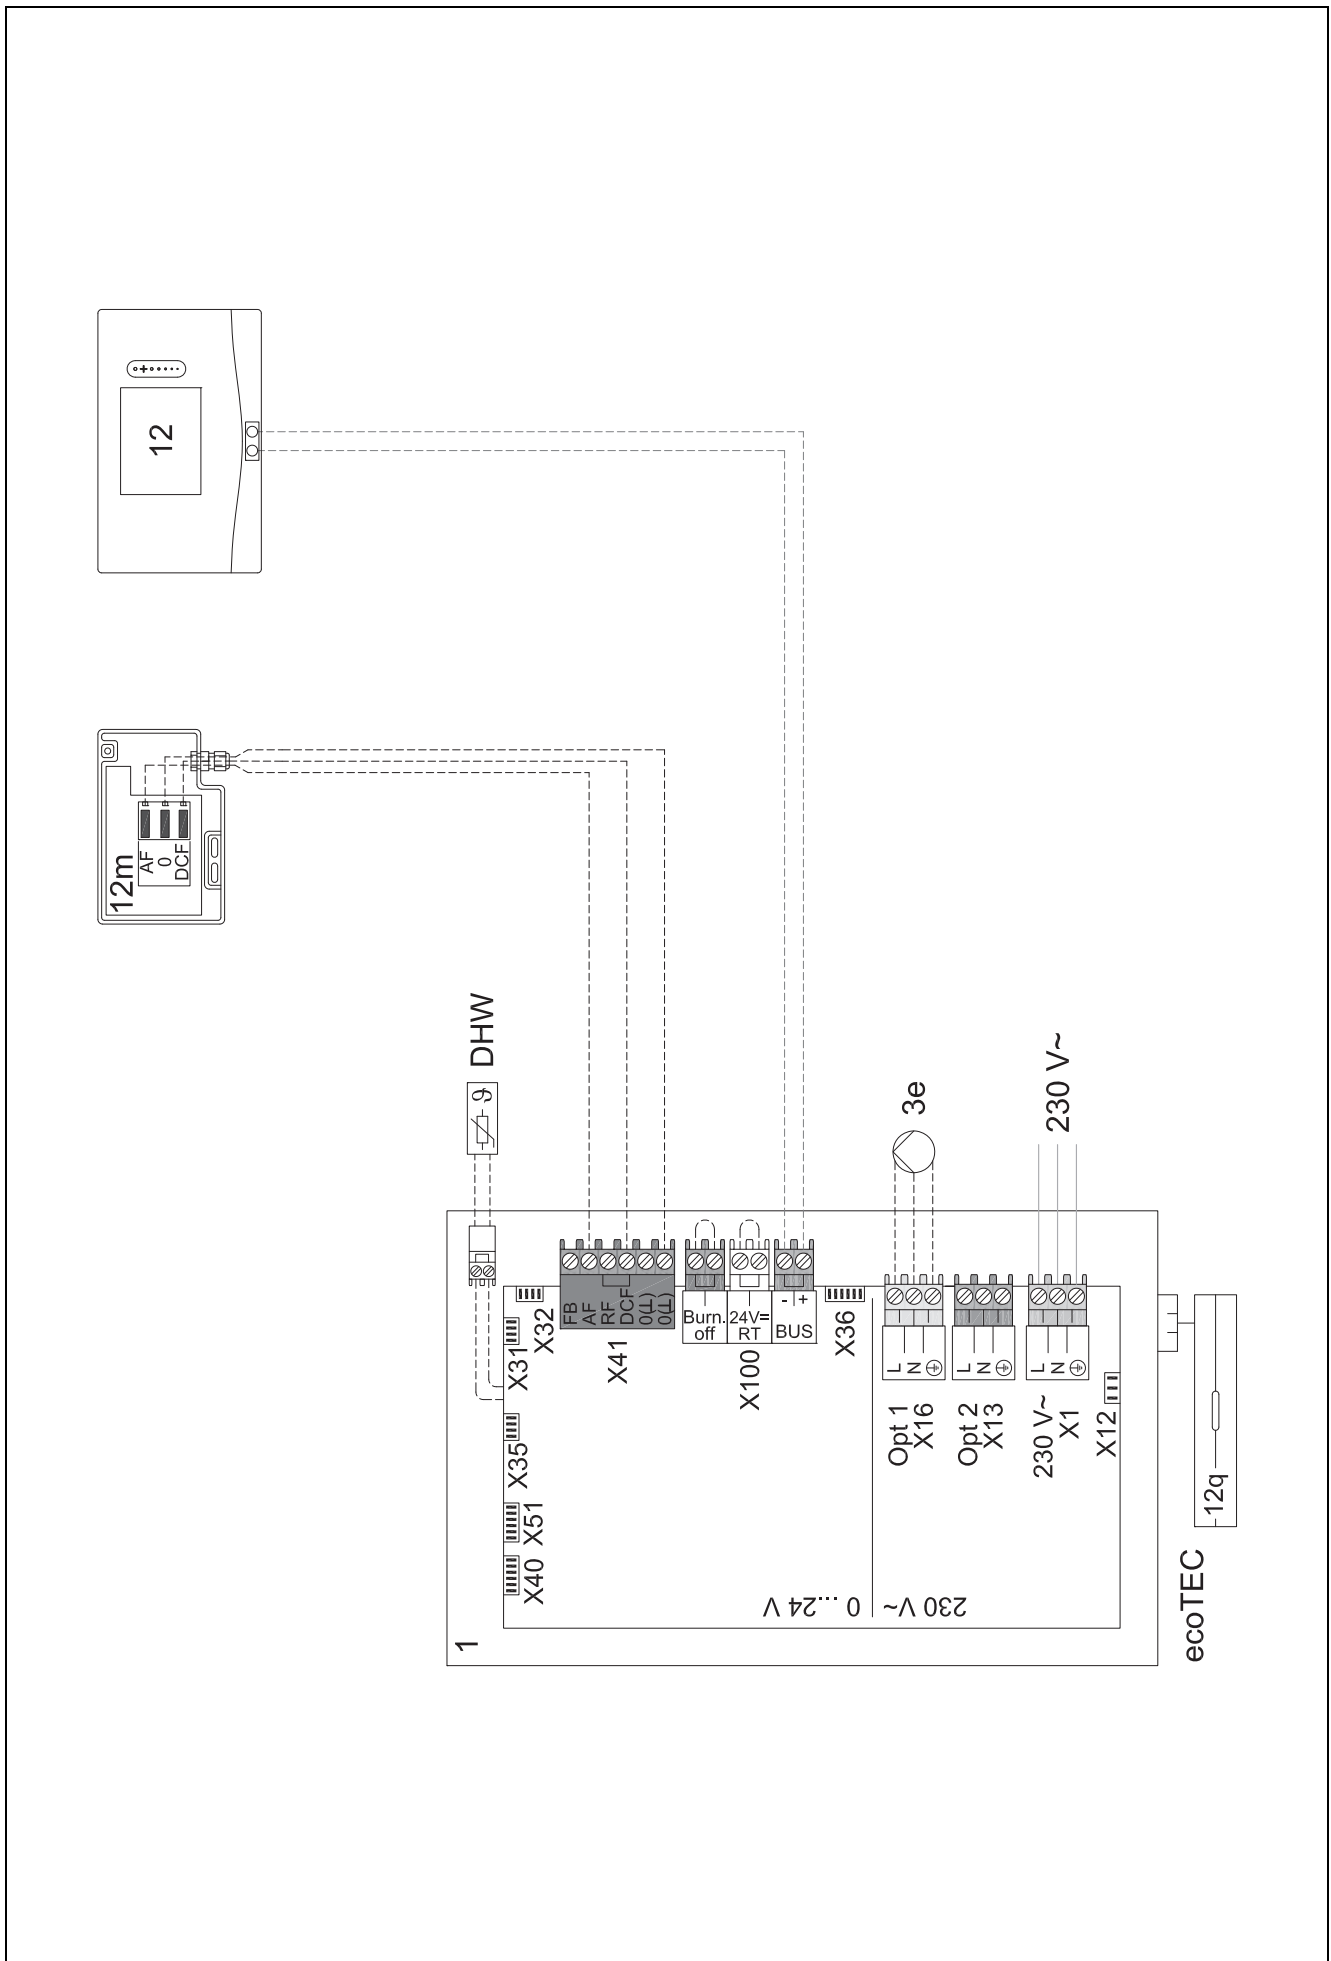 12
12m
AF
0
DCF
DHW
1
X40
X51
X35
X31
X32
FB
AF
RF
DCF
0(⊥)
0(⊥)
X41
Burn.
off
24V=
RT
X100
- +
BUS
X36
0 ...24 V
230 V~
L
N
Opt 1
X16
3e
L
N
Opt 2
X13
L
N
230 V~
X1
230 V~
X12
ecoTEC
12q